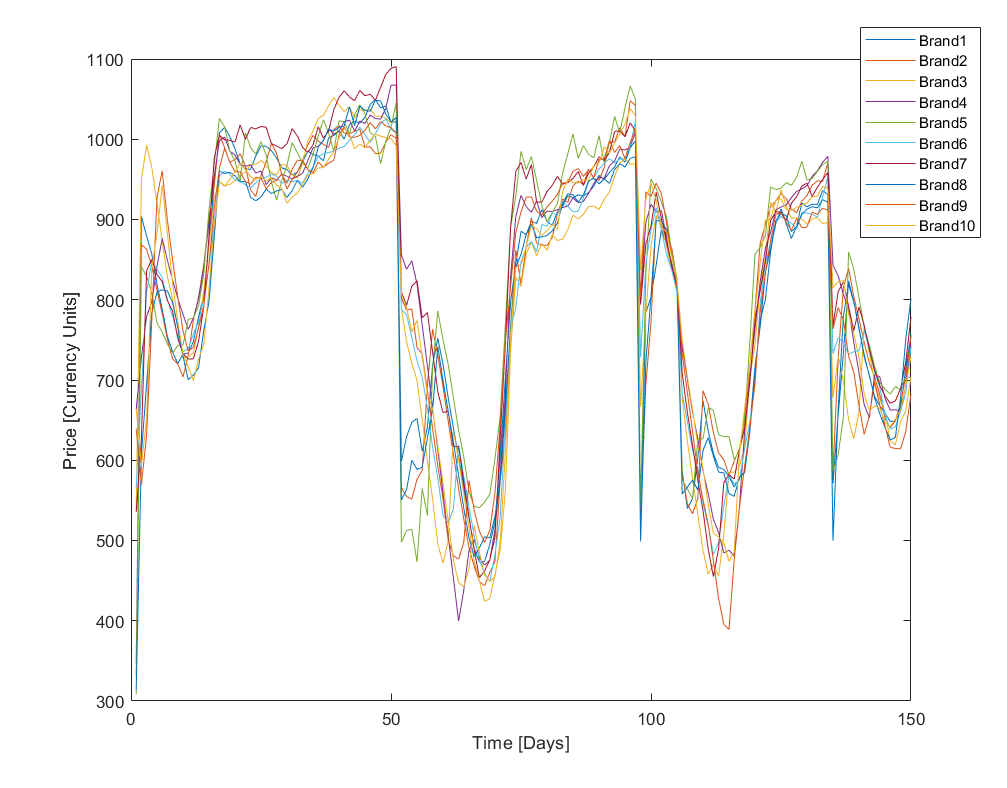 Brand1
Brand2
Brand3
Brand4
Brand5
Brand6
Brand7
Brand8
Brand9
Brand10
1100
1000
900
800
700
600
500
400
300
Price [Currency Units]
0 50 100 150
Time [Days]